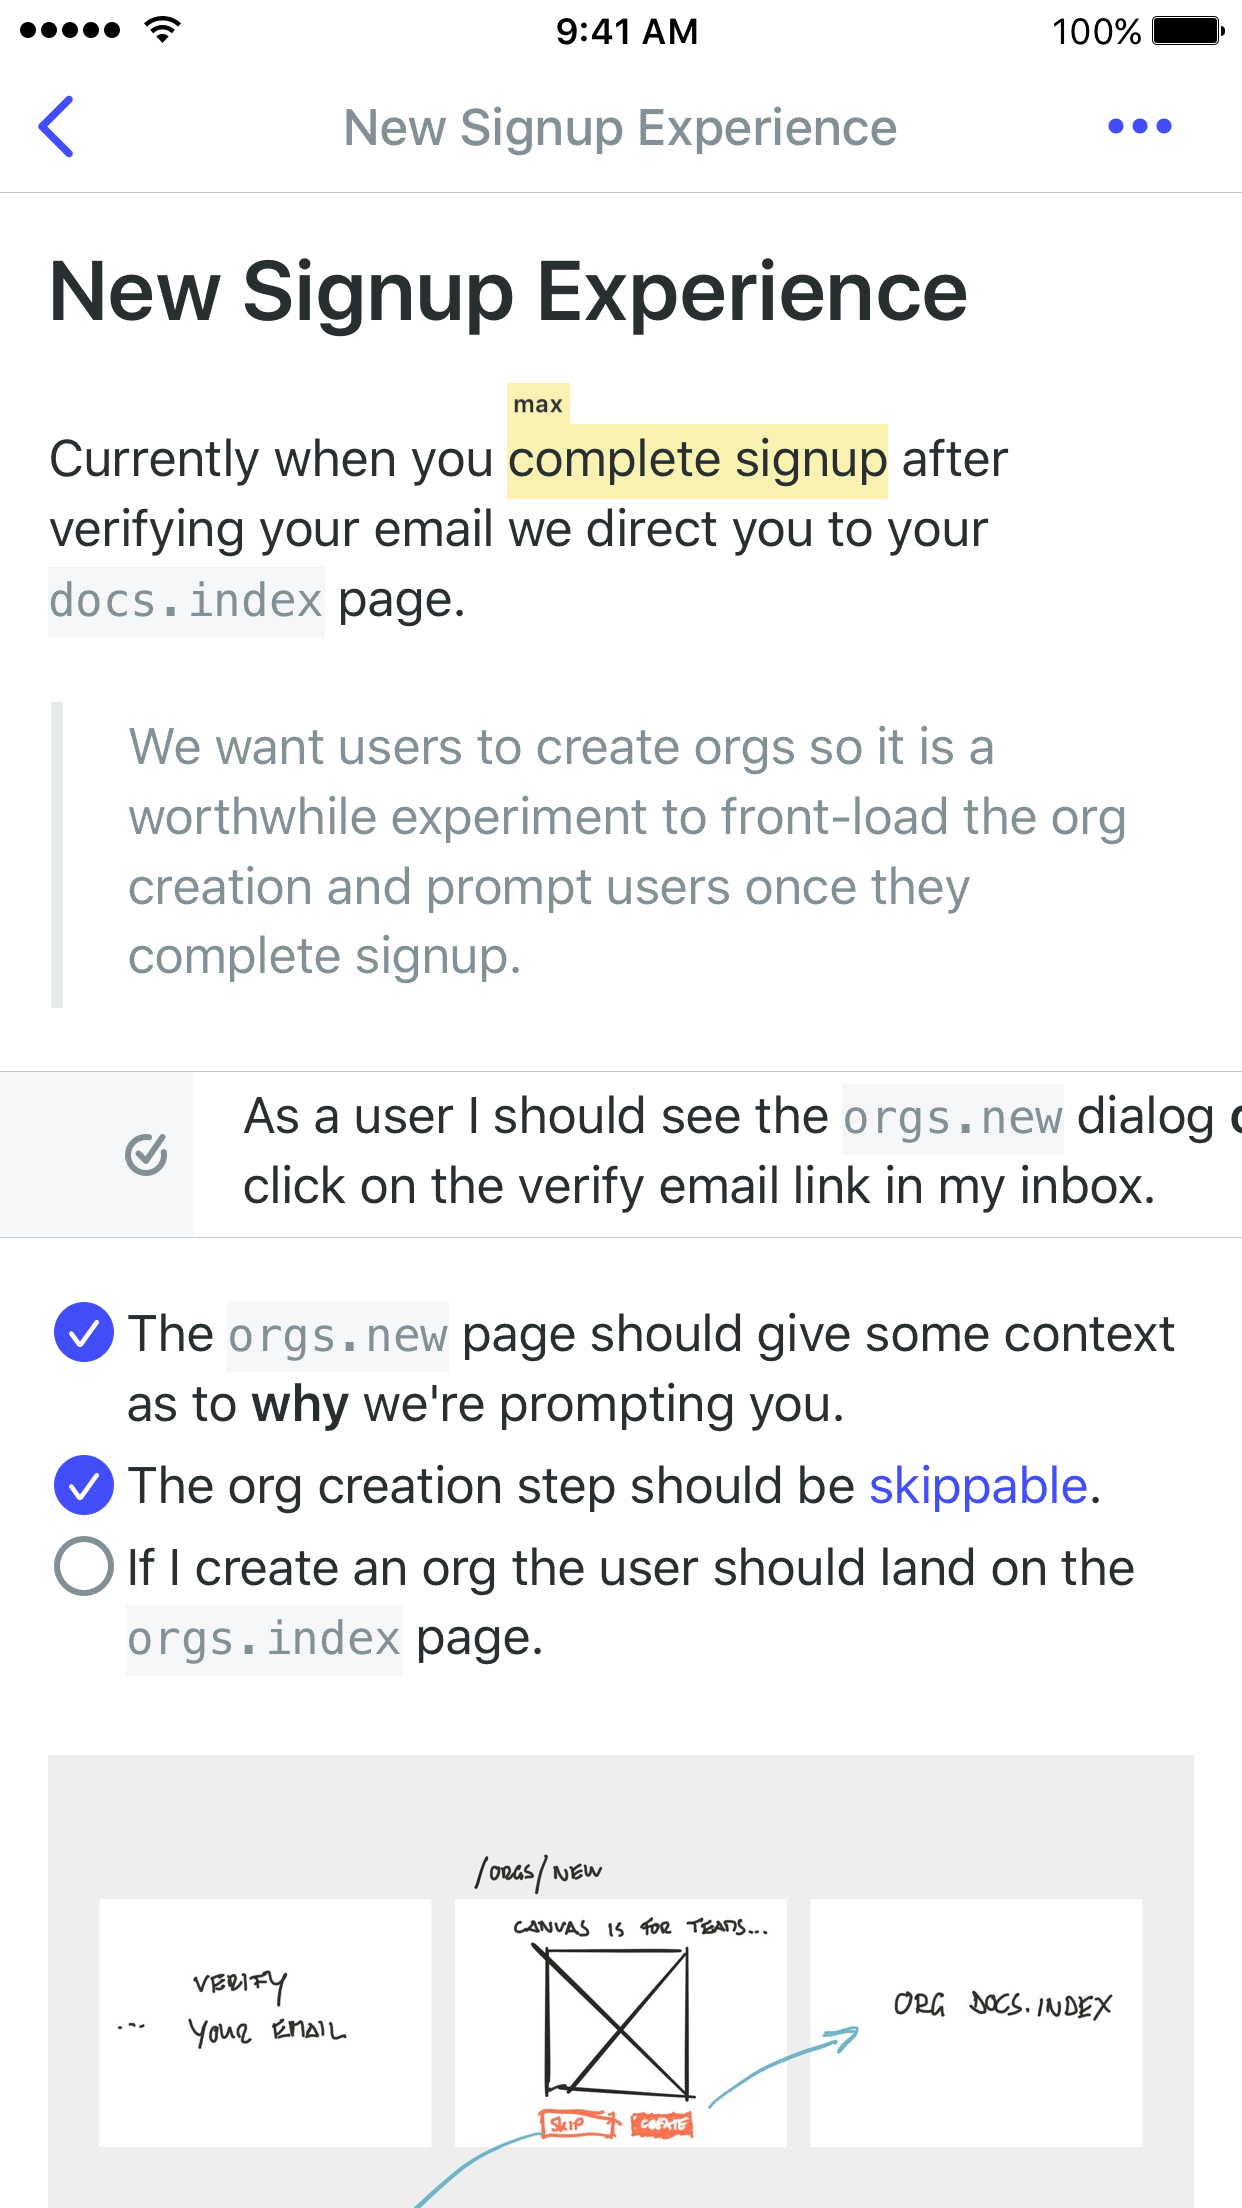 9:41 AM
100%
New Signup Experience
New Signup Experience
max
Currently when you complete signup after
verifying your email we direct you to your
docs.index page.
We want users to create orgs so it is a
worthwhile experiment to front-load the org
creation and prompt users once they
complete signup.
As a user I should see the orgs.new dialog
click on the verify email link in my inbox.
The orgs.new page should give some context
as to why we're prompting you.
The org creation step should be skippable.
If I create an org the user should land on the
orgs.index page.
/ORGS/NEW
CANVAS IS FOR TEAMS...
... VERIFY
YOUR EMAIL
ORG DOCS.INDEX
SKIP
CREATE